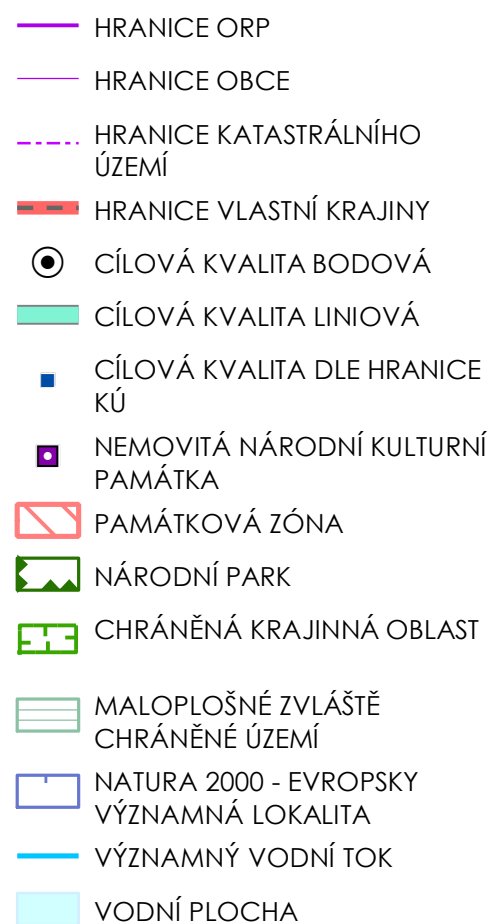 HRANICE ORP
HRANICE OBCE
HRANICE KATASTRÁLNÍHO
ÚZEMÍ
HRANICE VLASTNÍ KRAJINY
CÍLOVÁ KVALITA BODOVÁ
CÍLOVÁ KVALITA LINIOVÁ
CÍLOVÁ KVALITA DLE HRANICE
KÚ
NEMOVITÁ NÁRODNÍ KULTURNÍ
PAMÁTKA
PAMÁTKOVÁ ZÓNA
NÁRODNÍ PARK
CHRÁNĚNÁ KRAJINNÁ OBLAST
MALOPLOŠNÉ ZVLÁŠTĚ
CHRÁNĚNÉ ÚZEMÍ
NATURA 2000 - EVROPSKY
VÝZNAMNÁ LOKALITA
VÝZNAMNÝ VODNÍ TOK
VODNÍ PLOCHA